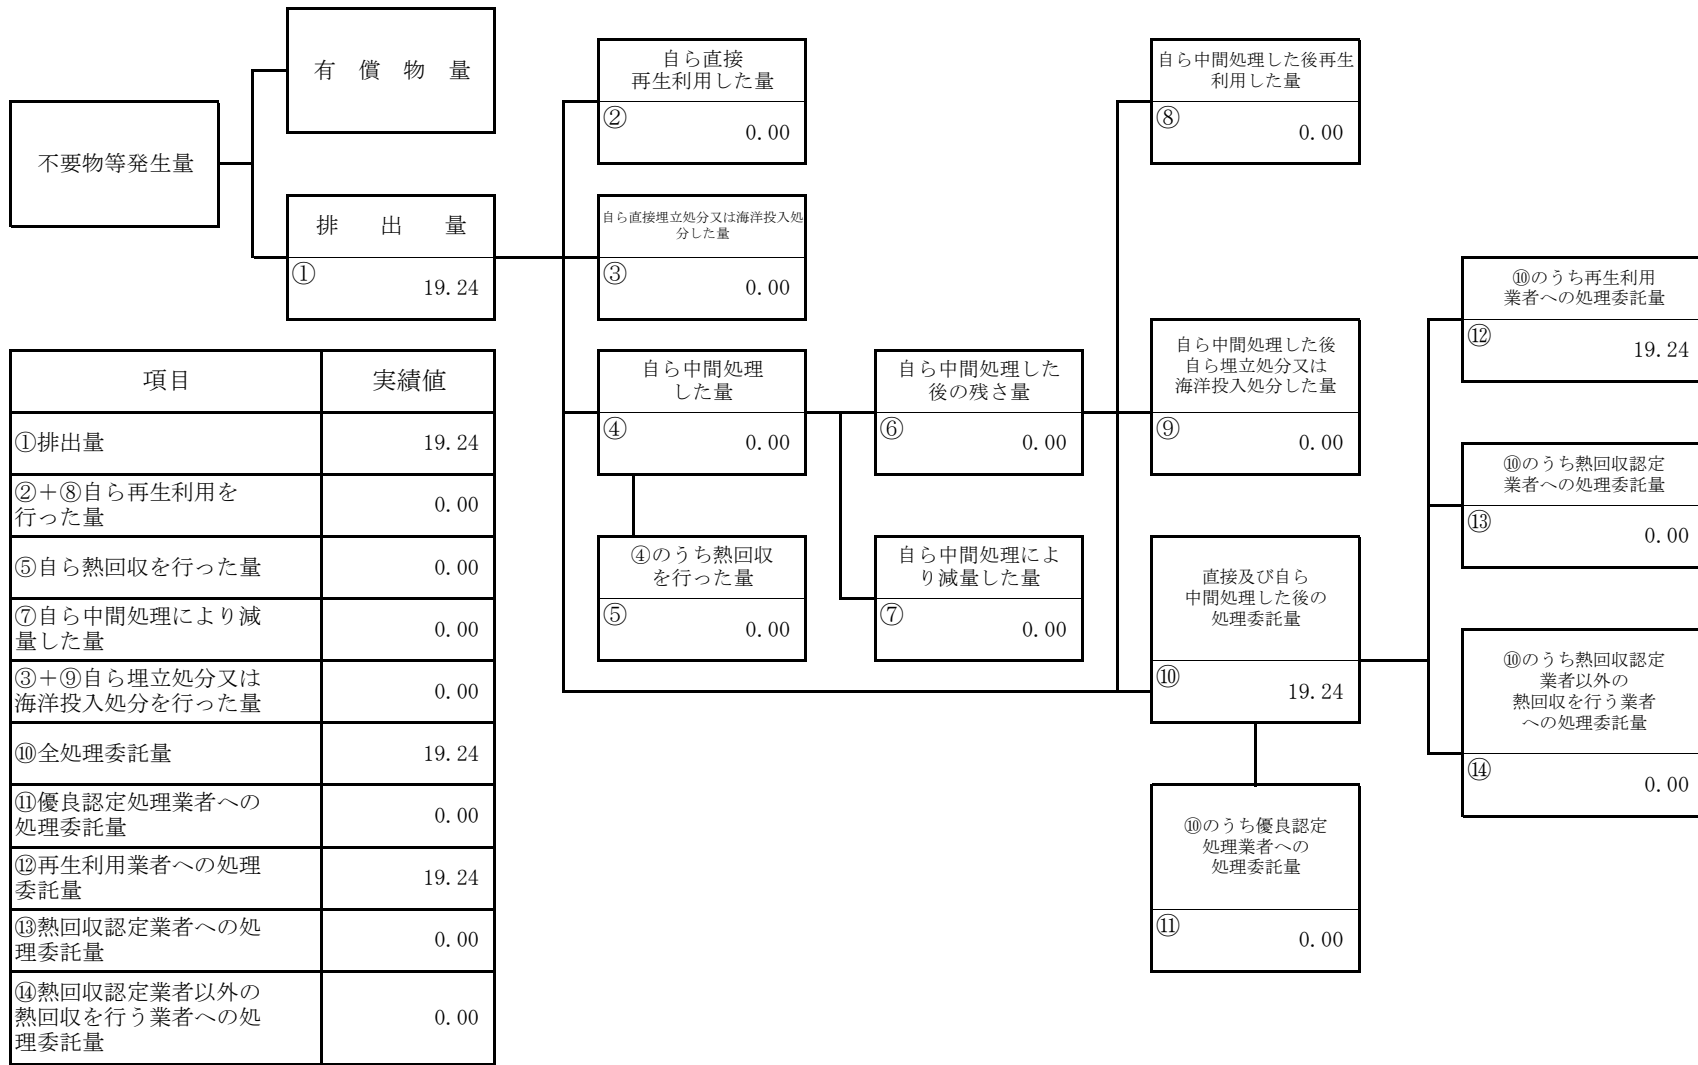 不要物等発生量
有 償 物 量
排 出 量
① 19.24
自ら直接
再生利用した量
② 0.00
自ら直接埋立処分又は海洋投入処
分した量
③ 0.00
自ら中間処理
した量
④ 0.00
④のうち熱回収
を行った量
⑤ 0.00
自ら中間処理した
後の残さ量
⑥ 0.00
自ら中間処理によ
り減量した量
⑦ 0.00
自ら中間処理した後再生
利用した量
⑧ 0.00
自ら中間処理した後
自ら埋立処分又は
海洋投入処分した量
⑨ 0.00
直接及び自ら
中間処理した後の
処理委託量
⑩ 19.24
⑩のうち優良認定
処理業者への
処理委託量
⑪ 0.00
⑩のうち再生利用
業者への処理委託量
⑫ 19.24
⑩のうち熱回収認定
業者への処理委託量
⑬ 0.00
⑩のうち熱回収認定
業者以外の
熱回収を行う業者
への処理委託量
⑭ 0.00
項目 実績値
①排出量 19.24
②+⑧自ら再生利用を
行った量 0.00
⑤自ら熱回収を行った量 0.00
⑦自ら中間処理により減
量した量 0.00
③+⑨自ら埋立処分又は
海洋投入処分を行った量 0.00
⑩全処理委託量 19.24
⑪優良認定処理業者への
処理委託量 0.00
⑫再生利用業者への処理
委託量 19.24
⑬熱回収認定業者への処
理委託量 0.00
⑭熱回収認定業者以外の
熱回収を行う業者への処
理委託量 0.00